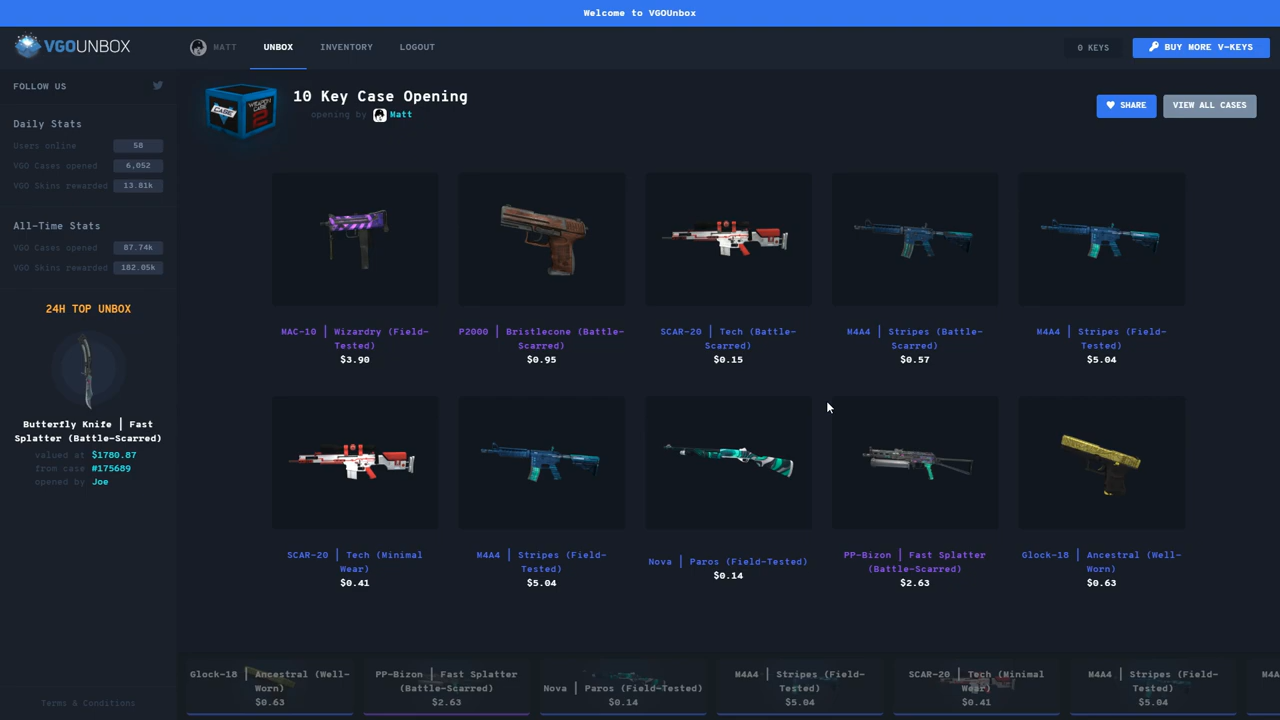 Welcome to VGOUnbox
VGOUNBOX
MATT
UNBOX
INVENTORY
LOGOUT
0 KEYS
BUY MORE V-KEYS
FOLLOW US
Daily Stats
Users online 58
VGO Cases opened 6,052
VGO Skins rewarded 13.81k
All-Time Stats
VGO Cases opened 87.74k
VGO Skins rewarded 182.05k
24H TOP UNBOX
Butterfly Knife | Fast
Splatter (Battle-Scarred)
valued at $1780.87
from case #175689
opened by Joe
Terms & Conditions
CASE
WEAPON
CASE
2
10 Key Case Opening
opening by Matt
SHARE
VIEW ALL CASES
MAC-10 | Wizardry (Field-
Tested)
$3.90
P2000 | Bristlecone (Battle-
Scarred)
$0.95
SCAR-20 | Tech (Battle-
Scarred)
$0.15
M4A4 | Stripes (Battle-
Scarred)
$0.57
M4A4 | Stripes (Field-
Tested)
$5.04
SCAR-20 | Tech (Minimal
Wear)
$0.41
M4A4 | Stripes (Field-
Tested)
$5.04
Nova | Paros (Field-Tested)
$0.14
PP-Bizon | Fast Splatter
(Battle-Scarred)
$2.63
Glock-18 | Ancestral (Well-
Worn)
$0.63
Glock-18 | Ancestral (Well-
Worn)
$0.63
PP-Bizon | Fast Splatter
(Battle-Scarred)
$2.63
Nova | Paros (Field-Tested)
$0.14
M4A4 | Stripes (Field-
Tested)
$5.04
SCAR-20 | Tech (Minimal
Wear)
$0.41
M4A4 | Stripes (Field-
Tested)
$5.04
M4A